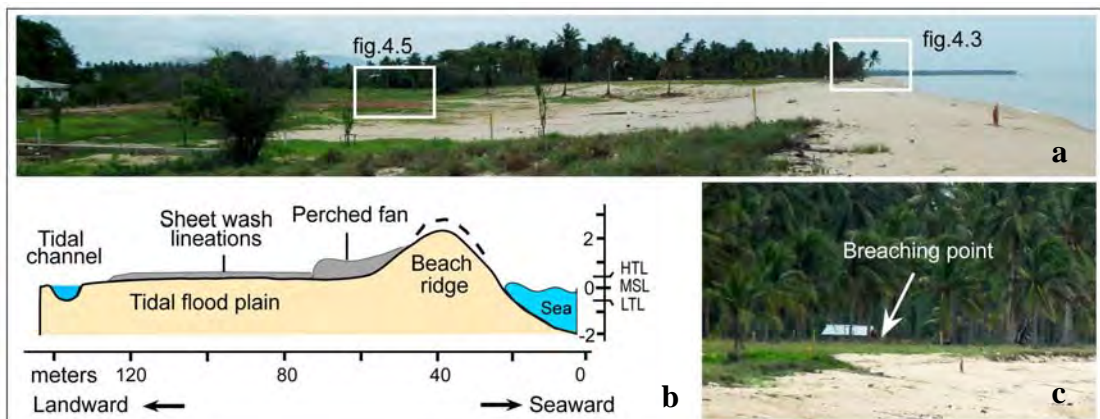 fig.4.5
fig.4.3
a
Sheet wash
lineations
Perched fan
Tidal
channel
2
HTL
Beach
ridge
0
MSL
LTL
Tidal flood plain
Sea
-2
meters
120
80
40
0
Landward
Seaward
b
Breaching point
c